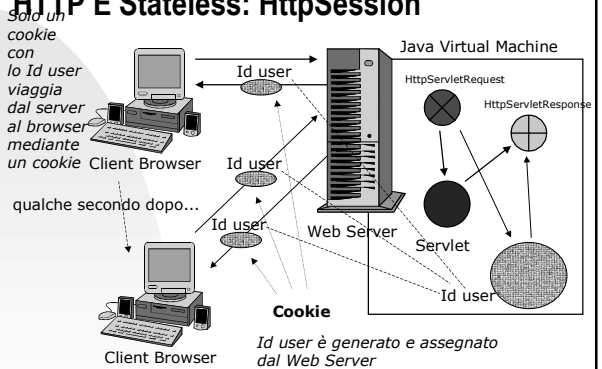 HTTP E Stateless: HttpSession
Solo un
cookie
con
lo Id user
viaggia
dal server
al browser
mediante
un cookie
Client Browser
qualche secondo dopo...
Client Browser
Id user
Id user
Id user
Cookie
Web Server
Java Virtual Machine
HttpServletRequest
HttpServletResponse
Servlet
Id user
Id user è generato e assegnato
dal Web Server